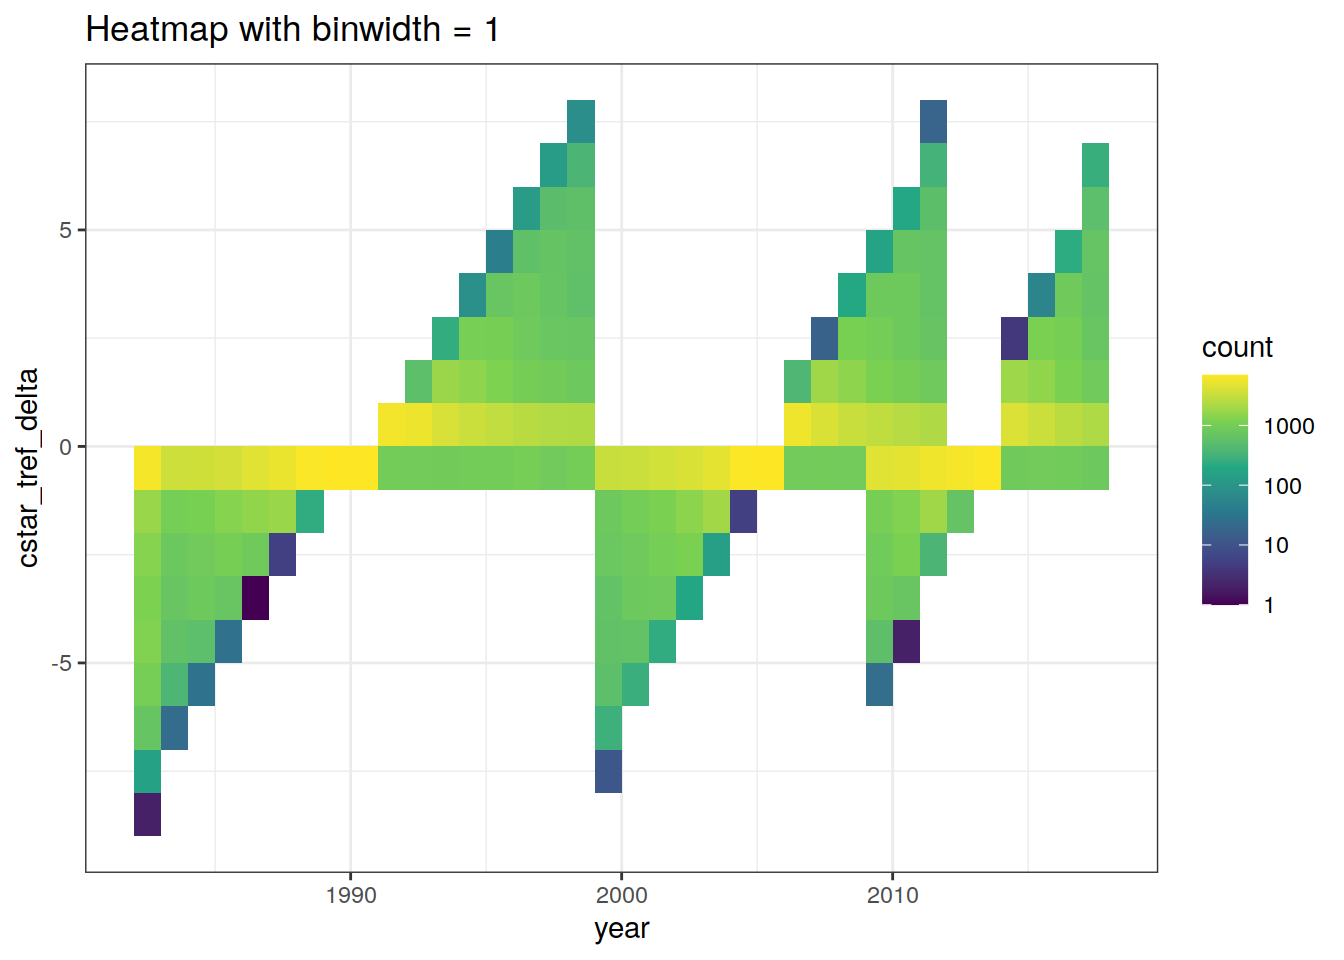 Heatmap with binwidth = 1
cstar_tref_delta
5
0
-5
1990
2000
2010
year
count
1000
100
10
1